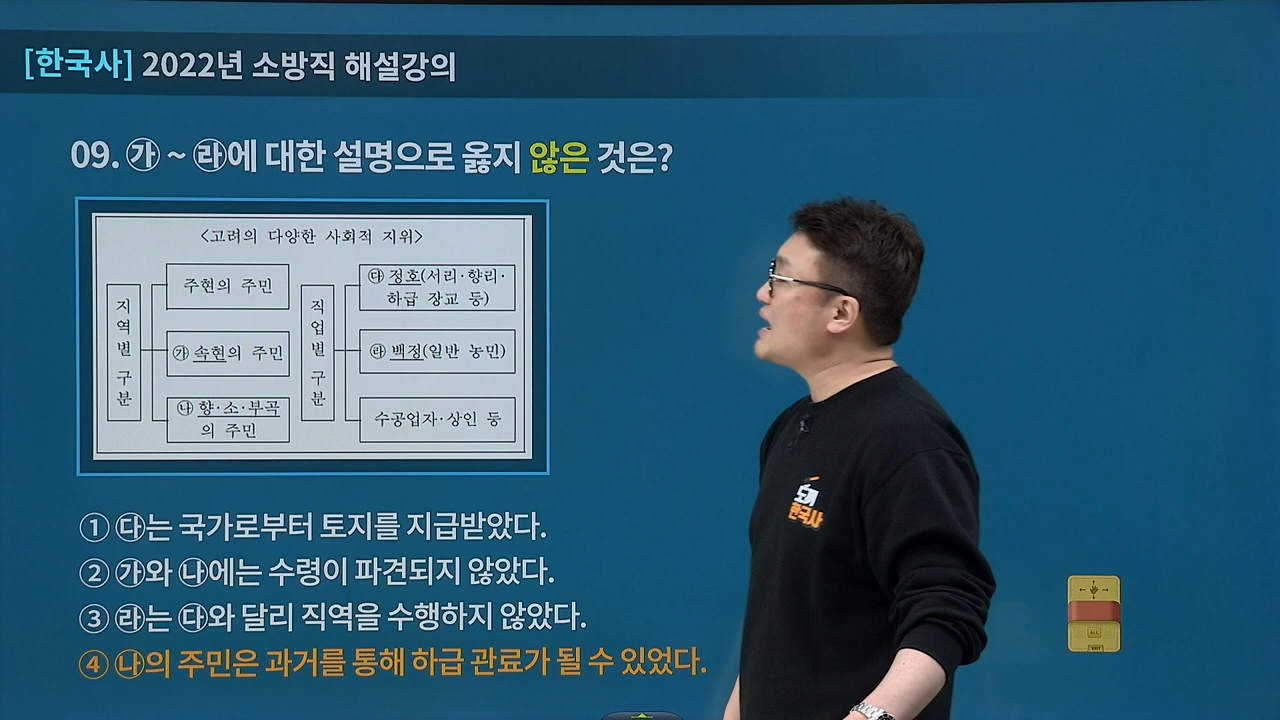 [한국사] 2022년 소방직 해설강의
09. ㉮ ~ ㉱에 대한 설명으로 옳지 않은 것은?
<고려의 다양한 사회적 지위>
지역별 구분
주현의 주민
㉮ 속현의 주민
㉯ 향·소·부곡
의 주민
직업별 구분
㉰ 정호(서리·향리·
하급 장교 등)
㉱ 백정(일반 농민)
수공업자·상인 등
① ㉰는 국가로부터 토지를 지급받았다.
② ㉮와 ㉯에는 수령이 파견되지 않았다.
③ ㉱는 ㉰와 달리 직역을 수행하지 않았다.
④ ㉯의 주민은 과거를 통해 하급 관료가 될 수 있었다.
한국사
ALL
EXIT